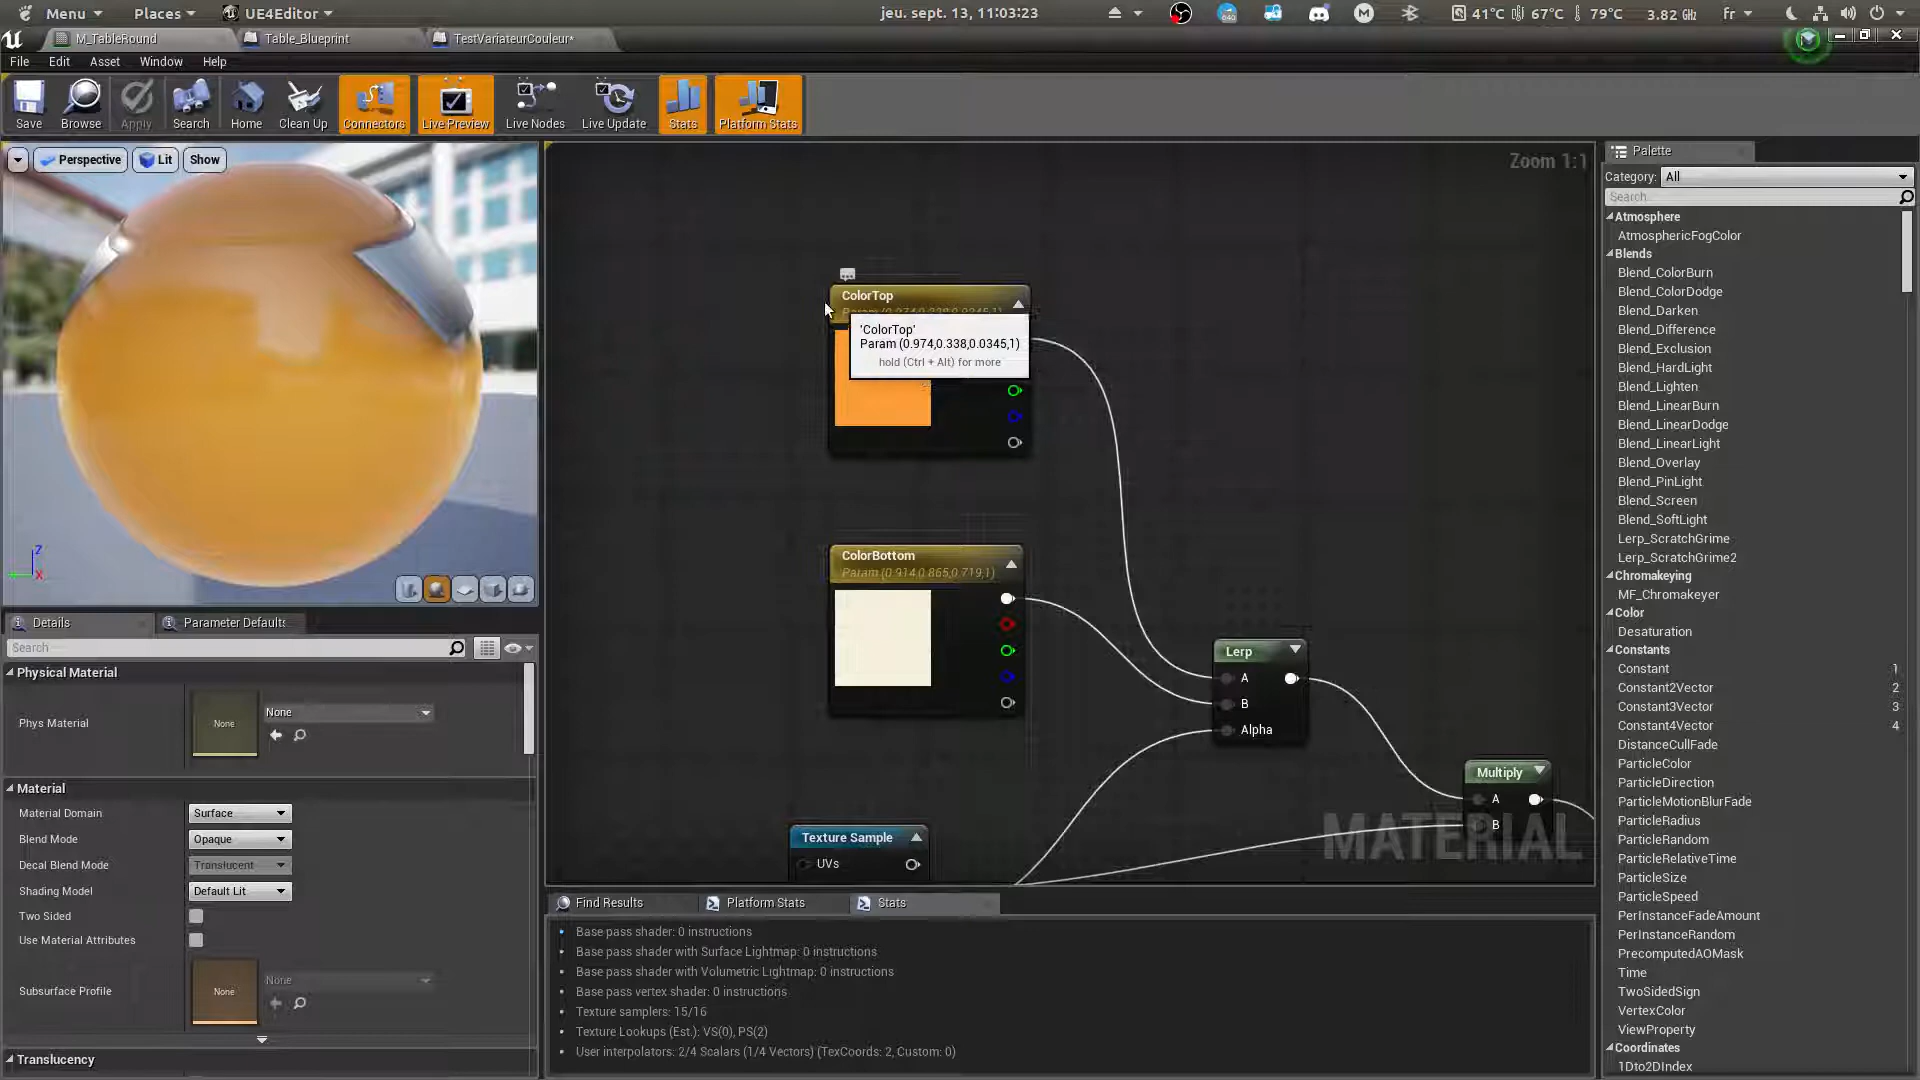 Menu Places UE4Editor jeu. sept. 13, 11:03:23 640 M 41°C 67°C 79°C 3.82 GHz fr
M_TableRound Table_Blueprint TestVariateurCouleur*
File Edit Asset Window Help
Save Browse Apply Search Home Clean Up Connectors Live Preview Live Nodes Live Update Stats Platform Stats
Perspective Lit Show
Zoom 1:1
ColorTop
Param (0.974,0.338,0.0345,1)
'ColorTop'
Param (0.974,0.338,0.0345,1)
hold (Ctrl + Alt) for more
ColorBottom
Param (0.914,0.865,0.719,1)
Lerp
A
B
Alpha
Multiply
A
B
MATERIAL
Texture Sample
UVs
Z
X
Details Parameter Defaults
Search
Physical Material
Phys Material None None
Material
Material Domain Surface
Blend Mode Opaque
Decal Blend Mode Translucent
Shading Model Default Lit
Two Sided
Use Material Attributes
Subsurface Profile None None
Translucency
Find Results Platform Stats Stats
Base pass shader: 0 instructions
Base pass shader with Surface Lightmap: 0 instructions
Base pass shader with Volumetric Lightmap: 0 instructions
Base pass vertex shader: 0 instructions
Texture samplers: 15/16
Texture Lookups (Est.): VS(0), PS(2)
User interpolators: 2/4 Scalars (1/4 Vectors) (TexCoords: 2, Custom: 0)
Palette
Category: All
Search
Atmosphere
AtmosphericFogColor
Blends
Blend_ColorBurn
Blend_ColorDodge
Blend_Darken
Blend_Difference
Blend_Exclusion
Blend_HardLight
Blend_Lighten
Blend_LinearBurn
Blend_LinearDodge
Blend_LinearLight
Blend_Overlay
Blend_PinLight
Blend_Screen
Blend_SoftLight
Lerp_ScratchGrime
Lerp_ScratchGrime2
Chromakeying
MF_Chromakeyer
Color
Desaturation
Constants
Constant 1
Constant2Vector 2
Constant3Vector 3
Constant4Vector 4
DistanceCullFade
ParticleColor
ParticleDirection
ParticleMotionBlurFade
ParticleRadius
ParticleRandom
ParticleRelativeTime
ParticleSize
ParticleSpeed
PerInstanceFadeAmount
PerInstanceRandom
PrecomputedAOMask
Time
TwoSidedSign
VertexColor
ViewProperty
Coordinates
1Dto2DIndex